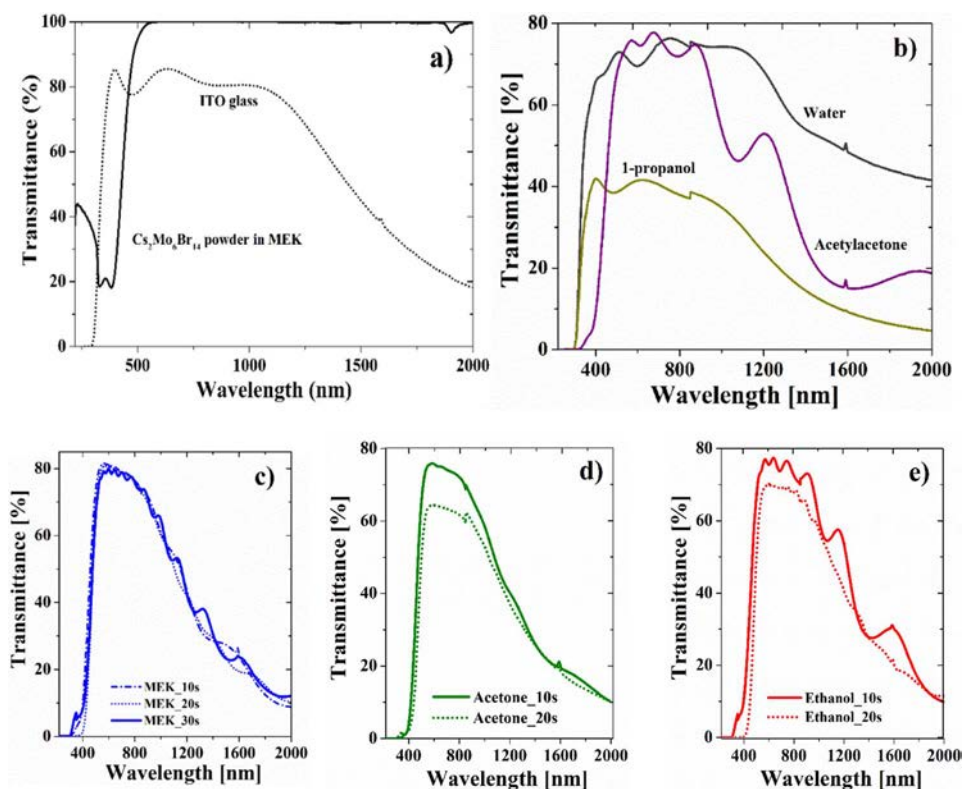 a)
Transmittance (%)
100
80
60
40
20
0
ITO glass
Cs₂Mo₆Br₁₄ powder in MEK
500
1000
1500
2000
Wavelength (nm)
b)
Transmittance [%]
80
60
40
20
0
Water
1-propanol
Acetylacetone
400
800
1200
1600
2000
Wavelength [nm]
c)
Transmittance [%]
80
60
40
20
0
MEK_10s
MEK_20s
MEK_30s
400
800
1200
1600
2000
Wavelength [nm]
d)
Transmittance [%]
80
60
40
20
0
Acetone_10s
Acetone_20s
400
800
1200
1600
2000
Wavelength [nm]
e)
Transmittance [%]
80
60
40
20
0
Ethanol_10s
Ethanol_20s
400
800
1200
1600
2000
Wavelength [nm]